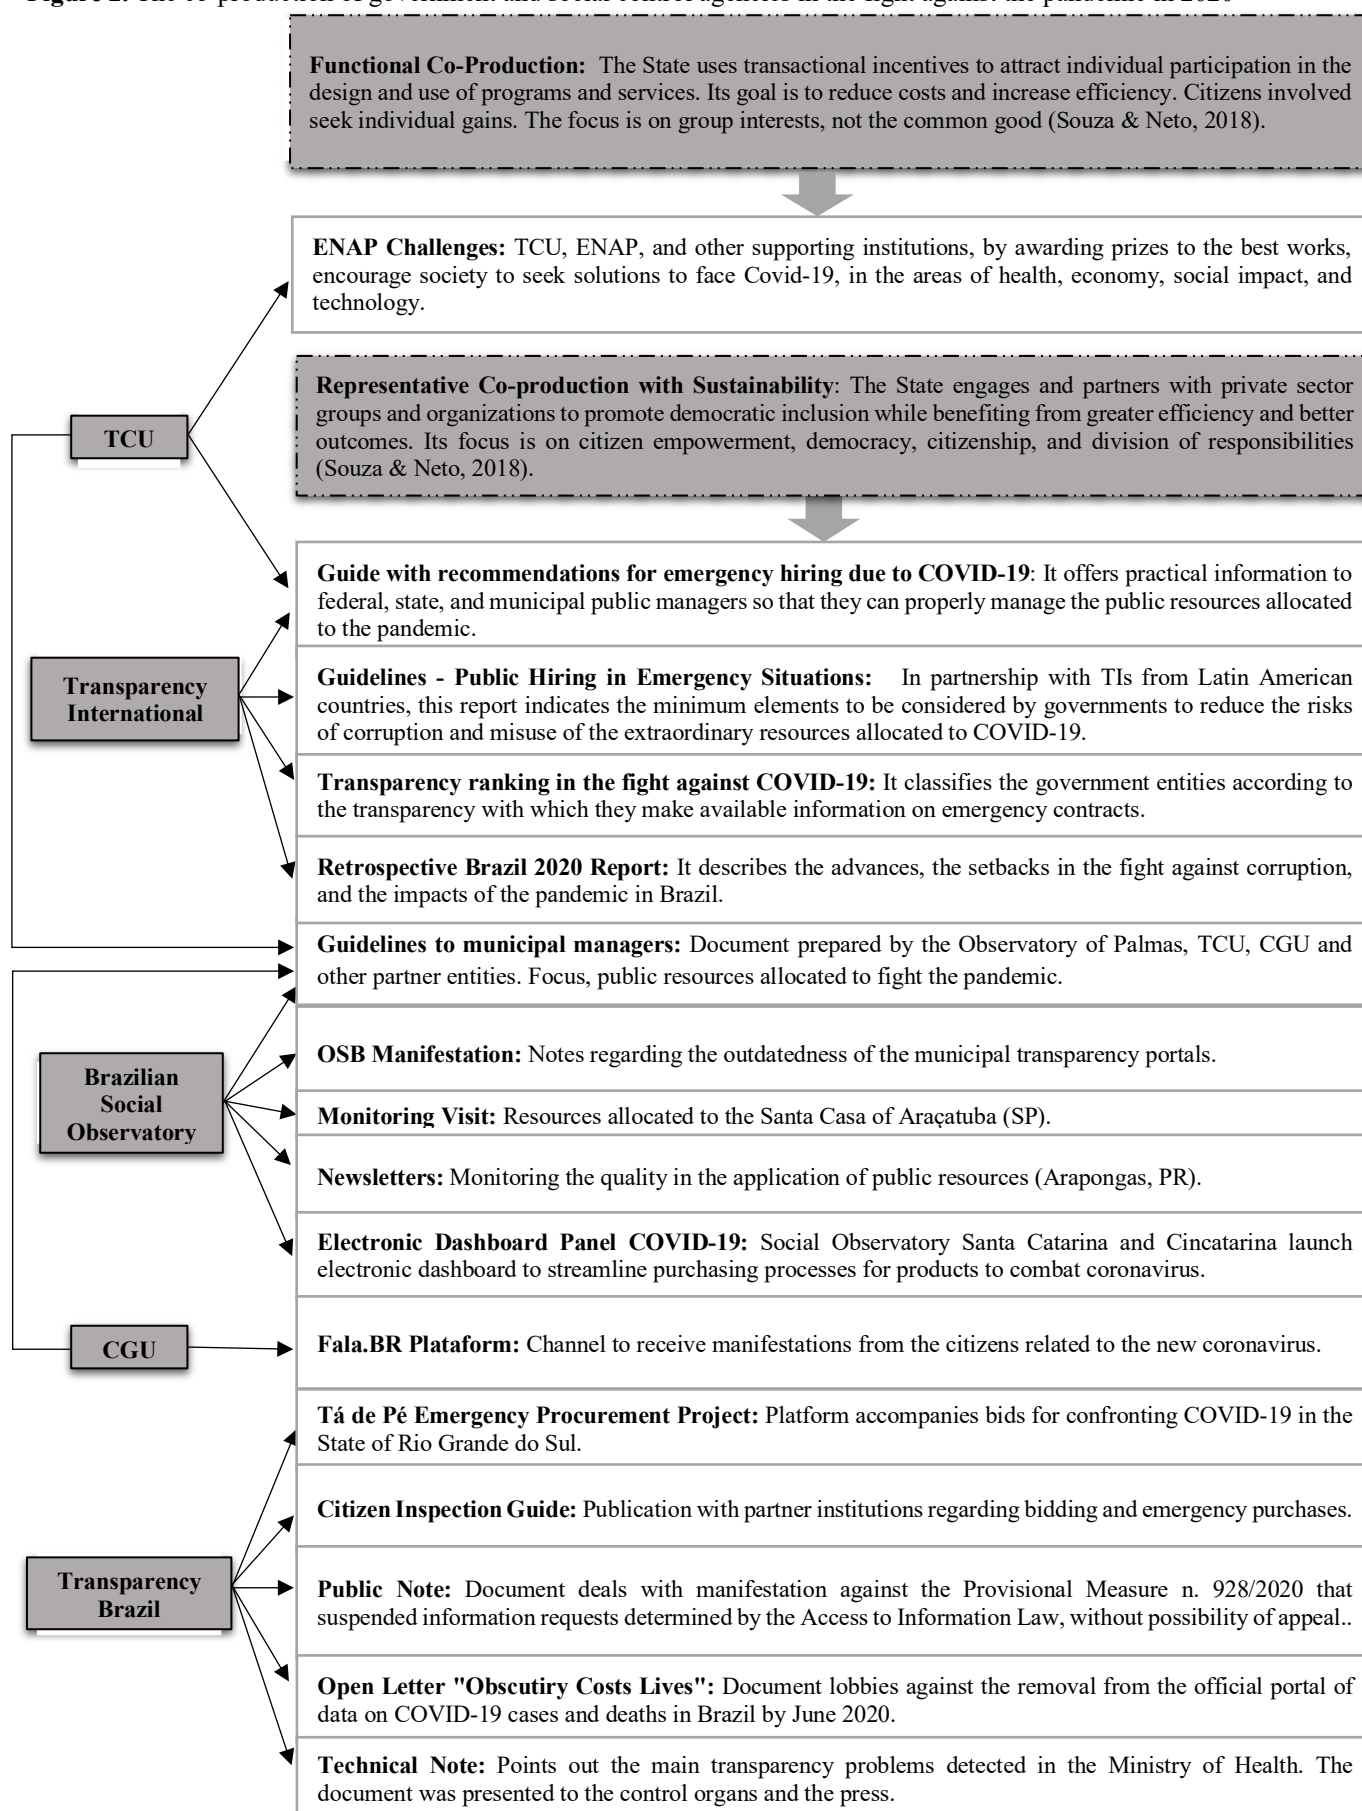 Figure 2. The co-production of government and social control agencies in the fight against the pandemic in 2020
Functional Co-Production: The State uses transactional incentives to attract individual participation in the
design and use of programs and services. Its goal is to reduce costs and increase efficiency. Citizens involved
seek individual gains. The focus is on group interests, not the common good (Souza & Neto, 2018).
ENAP Challenges: TCU, ENAP, and other supporting institutions, by awarding prizes to the best works,
encourage society to seek solutions to face Covid-19, in the areas of health, economy, social impact, and
technology.
Representative Co-production with Sustainability: The State engages and partners with private sector
groups and organizations to promote democratic inclusion while benefiting from greater efficiency and better
outcomes. Its focus is on citizen empowerment, democracy, citizenship, and division of responsibilities
(Souza & Neto, 2018).
TCU
Guide with recommendations for emergency hiring due to COVID-19: It offers practical information to
federal, state, and municipal public managers so that they can properly manage the public resources allocated
to the pandemic.
Transparency
International
Guidelines - Public Hiring in Emergency Situations: In partnership with TIs from Latin American
countries, this report indicates the minimum elements to be considered by governments to reduce the risks
of corruption and misuse of the extraordinary resources allocated to COVID-19.
Transparency ranking in the fight against COVID-19: It classifies the government entities according to
the transparency with which they make available information on emergency contracts.
Retrospective Brazil 2020 Report: It describes the advances, the setbacks in the fight against corruption,
and the impacts of the pandemic in Brazil.
Guidelines to municipal managers: Document prepared by the Observatory of Palmas, TCU, CGU and
other partner entities. Focus, public resources allocated to fight the pandemic.
Brazilian
Social
Observatory
OSB Manifestation: Notes regarding the outdatedness of the municipal transparency portals.
Monitoring Visit: Resources allocated to the Santa Casa of Araçatuba (SP).
Newsletters: Monitoring the quality in the application of public resources (Arapongas, PR).
Electronic Dashboard Panel COVID-19: Social Observatory Santa Catarina and Cincatarina launch
electronic dashboard to streamline purchasing processes for products to combat coronavirus.
CGU
Fala.BR Plataform: Channel to receive manifestations from the citizens related to the new coronavirus.
Tá de Pé Emergency Procurement Project: Platform accompanies bids for confronting COVID-19 in the
State of Rio Grande do Sul.
Citizen Inspection Guide: Publication with partner institutions regarding bidding and emergency purchases.
Transparency
Brazil
Public Note: Document deals with manifestation against the Provisional Measure n. 928/2020 that
suspended information requests determined by the Access to Information Law, without possibility of appeal..
Open Letter "Obscutiry Costs Lives": Document lobbies against the removal from the official portal of
data on COVID-19 cases and deaths in Brazil by June 2020.
Technical Note: Points out the main transparency problems detected in the Ministry of Health. The
document was presented to the control organs and the press.